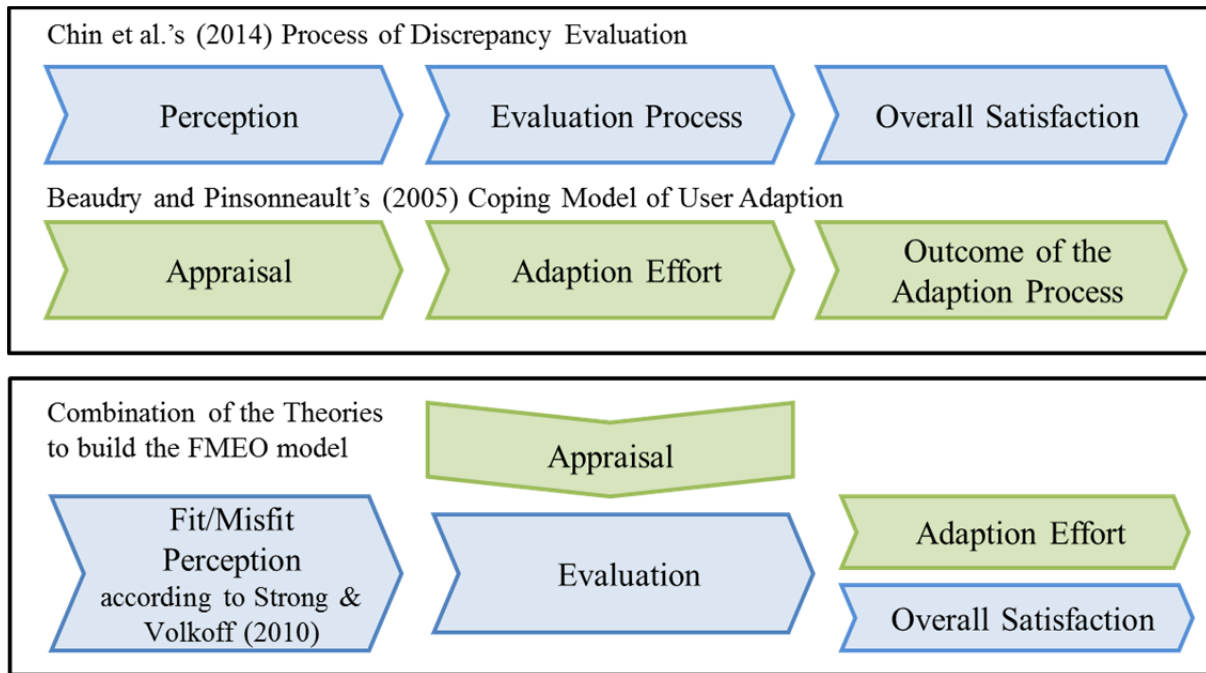 Chin et al.’s (2014) Process of Discrepancy Evaluation
Perception
Evaluation Process
Overall Satisfaction
Beaudry and Pinsonneault’s (2005) Coping Model of User Adaption
Appraisal
Adaption Effort
Outcome of the
Adaption Process
Combination of the Theories
to build the FMEO model
Appraisal
Fit/Misfit
Perception
according to Strong &
Volkoff (2010)
Evaluation
Adaption Effort
Overall Satisfaction